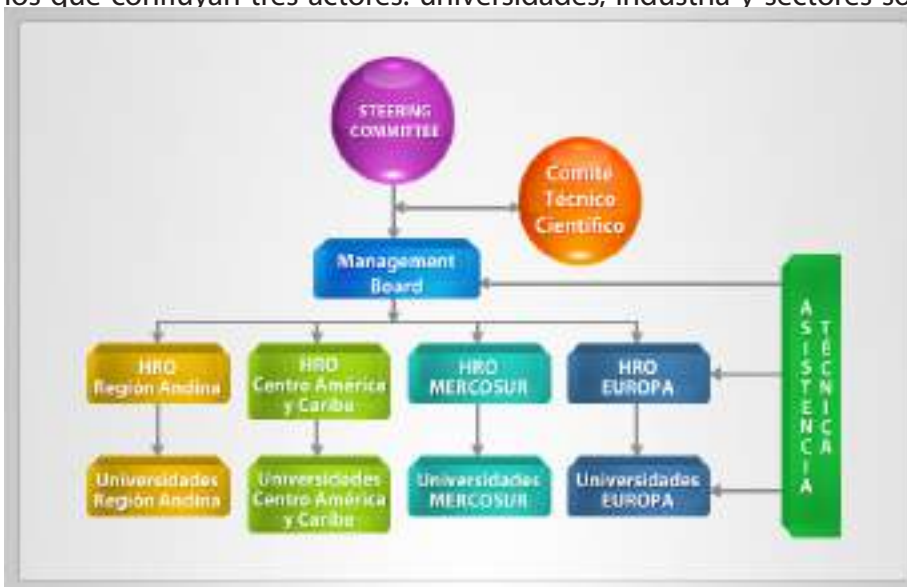 los que confluyan tres actores: universidades, industria y sectores so
STEERING
COMMITTEE
Comité
Técnico
Científico
Management
Board
HRO
Región Andina
HRO
Centro América
y Caribe
HRO
MERCOSUR
HRO
EUROPA
Universidades
Región Andina
Universidades
Centro América
y Caribe
Universidades
MERCOSUR
Universidades
EUROPA
ASISTENCIA
TÉCNICA